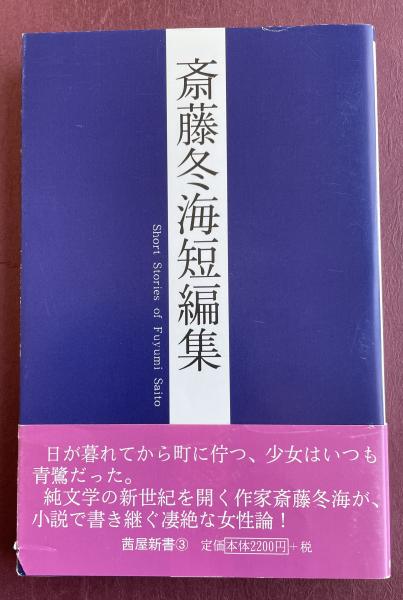 斎藤冬海短編集
Short Stories of Fuyumi Saito
日が暮れてから町に佇つ、少女はいつも
青鷺だった。
純文学の新世紀を開く作家斎藤冬海が、
小説で書き継ぐ凄絶な女性論！
茜屋新書③ 定価本体2200円＋税